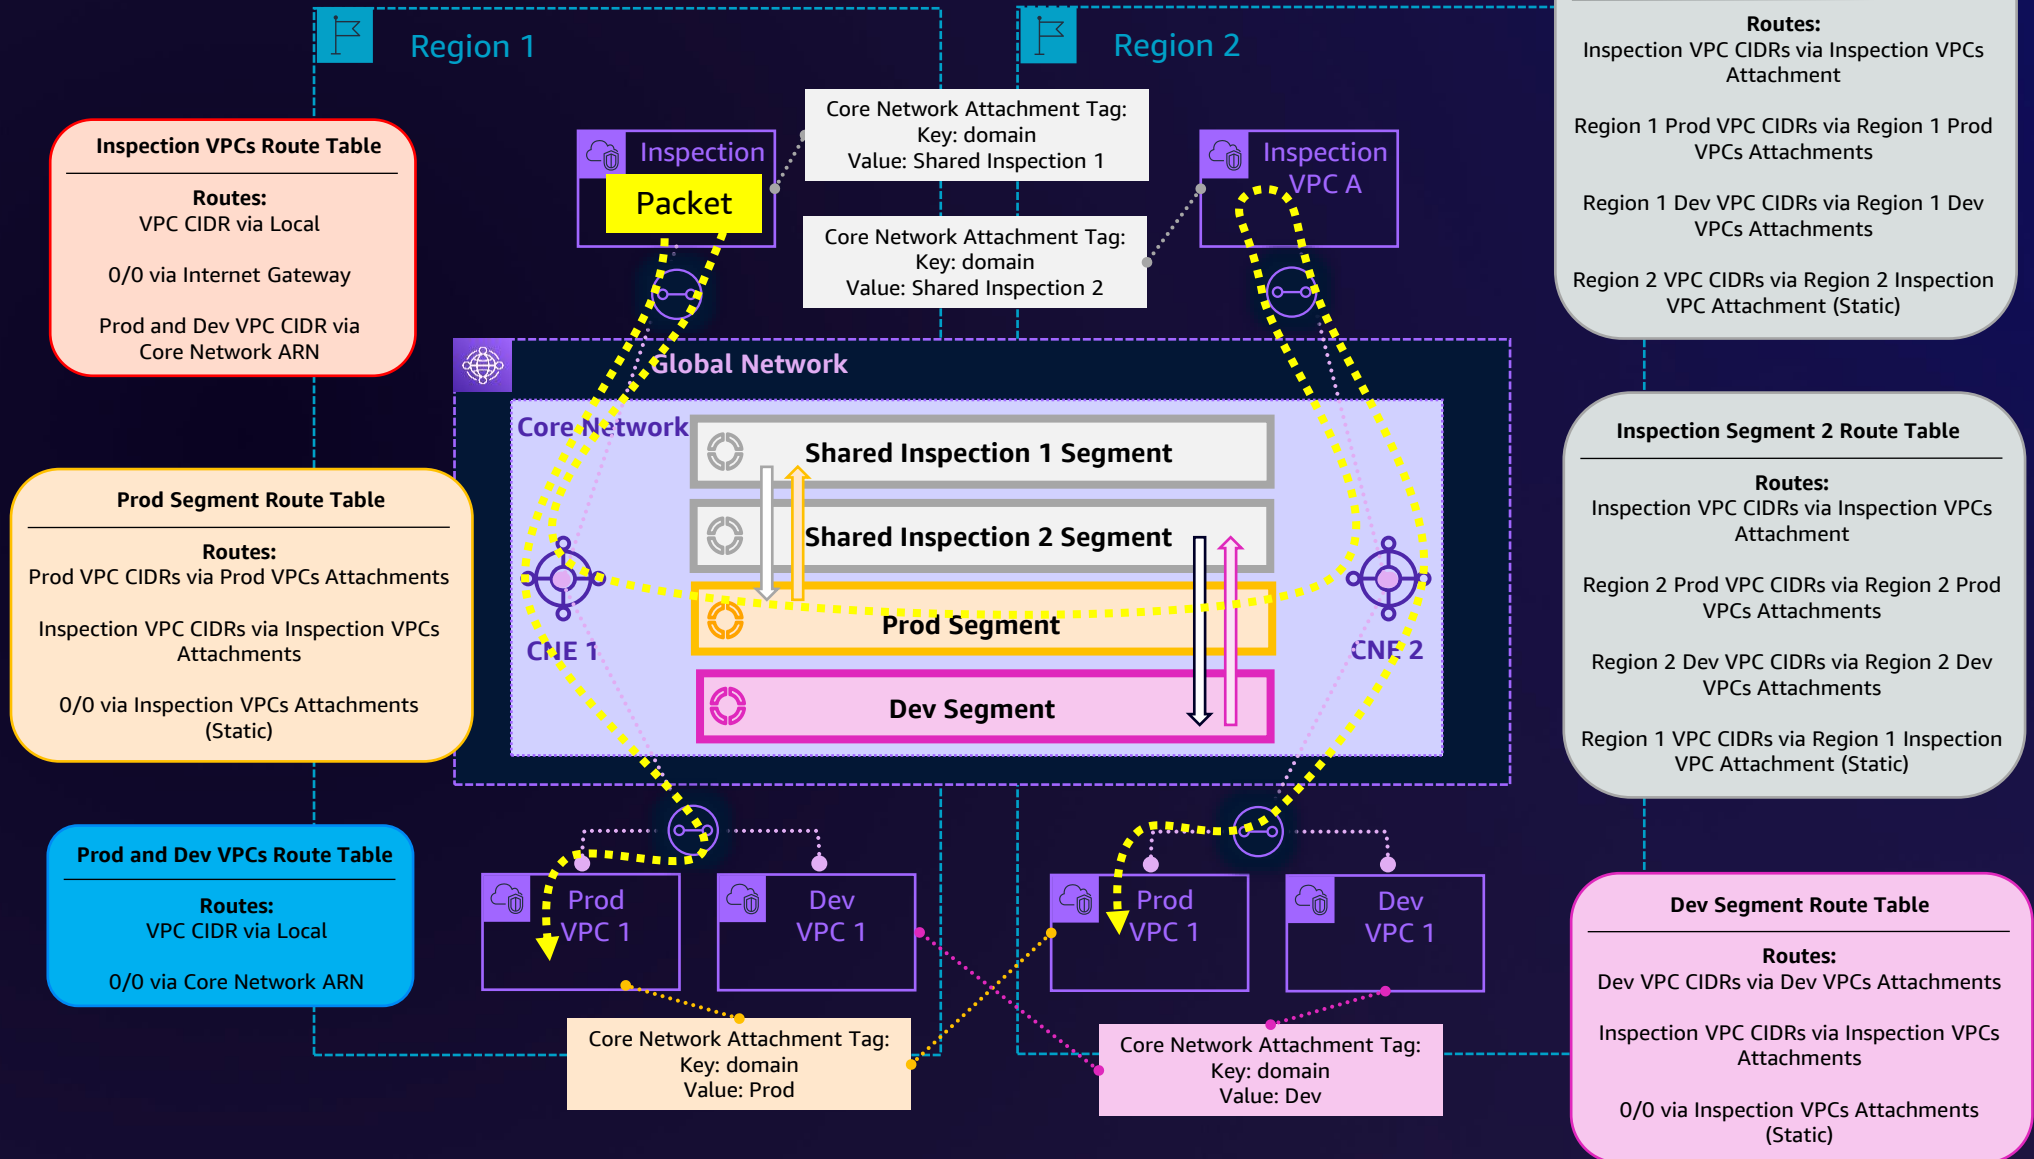 Region 1
Region 2
Routes:
Inspection VPC CIDRs via Inspection VPCs
Attachment
Region 1 Prod VPC CIDRs via Region 1 Prod
VPCs Attachments
Region 1 Dev VPC CIDRs via Region 1 Dev
VPCs Attachments
Region 2 VPC CIDRs via Region 2 Inspection
VPC Attachment (Static)
Inspection VPCs Route Table
Routes:
VPC CIDR via Local
0/0 via Internet Gateway
Prod and Dev VPC CIDR via
Core Network ARN
Inspection
Packet
Core Network Attachment Tag:
Key: domain
Value: Shared Inspection 1
Core Network Attachment Tag:
Key: domain
Value: Shared Inspection 2
Inspection
VPC A
Global Network
Core Network
Shared Inspection 1 Segment
Shared Inspection 2 Segment
Prod Segment
Dev Segment
CNE 1
CNE 2
Prod Segment Route Table
Routes:
Prod VPC CIDRs via Prod VPCs Attachments
Inspection VPC CIDRs via Inspection VPCs
Attachments
0/0 via Inspection VPCs Attachments
(Static)
Inspection Segment 2 Route Table
Routes:
Inspection VPC CIDRs via Inspection VPCs
Attachment
Region 2 Prod VPC CIDRs via Region 2 Prod
VPCs Attachments
Region 2 Dev VPC CIDRs via Region 2 Dev
VPCs Attachments
Region 1 VPC CIDRs via Region 1 Inspection
VPC Attachment (Static)
Prod and Dev VPCs Route Table
Routes:
VPC CIDR via Local
0/0 via Core Network ARN
Prod
VPC 1
Dev
VPC 1
Prod
VPC 1
Dev
VPC 1
Core Network Attachment Tag:
Key: domain
Value: Prod
Core Network Attachment Tag:
Key: domain
Value: Dev
Dev Segment Route Table
Routes:
Dev VPC CIDRs via Dev VPCs Attachments
Inspection VPC CIDRs via Inspection VPCs
Attachments
0/0 via Inspection VPCs Attachments
(Static)